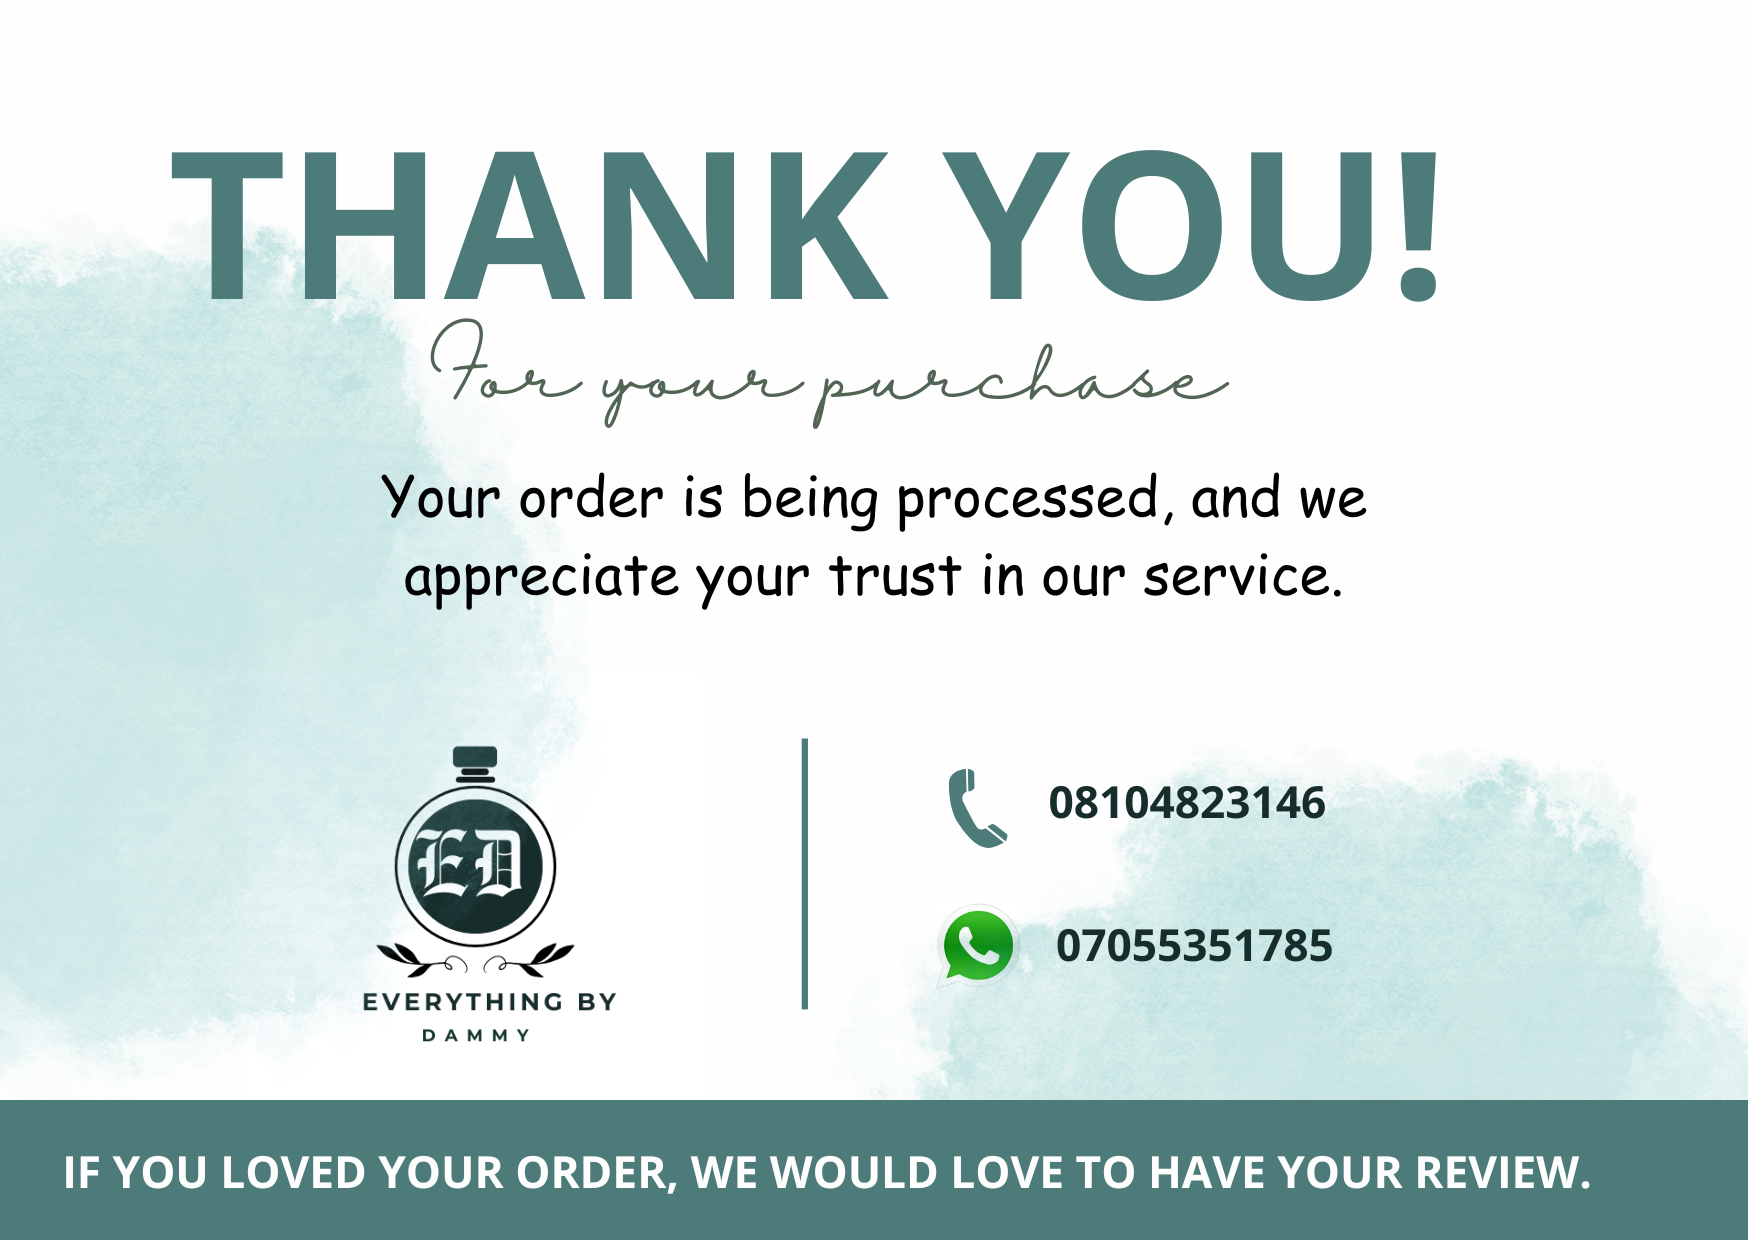 THANK YOU!
For your purchase
Your order is being processed, and we
appreciate your trust in our service.
ED
EVERYTHING BY
DAMMY
08104823146
07055351785
IF YOU LOVED YOUR ORDER, WE WOULD LOVE TO HAVE YOUR REVIEW.